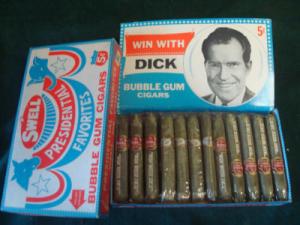 WIN WITH
5¢
DICK
BUBBLE GUM
CIGARS
5¢
SWELL
PRESIDENTIAL
FAVORITES
BUBBLE GUM CIGARS